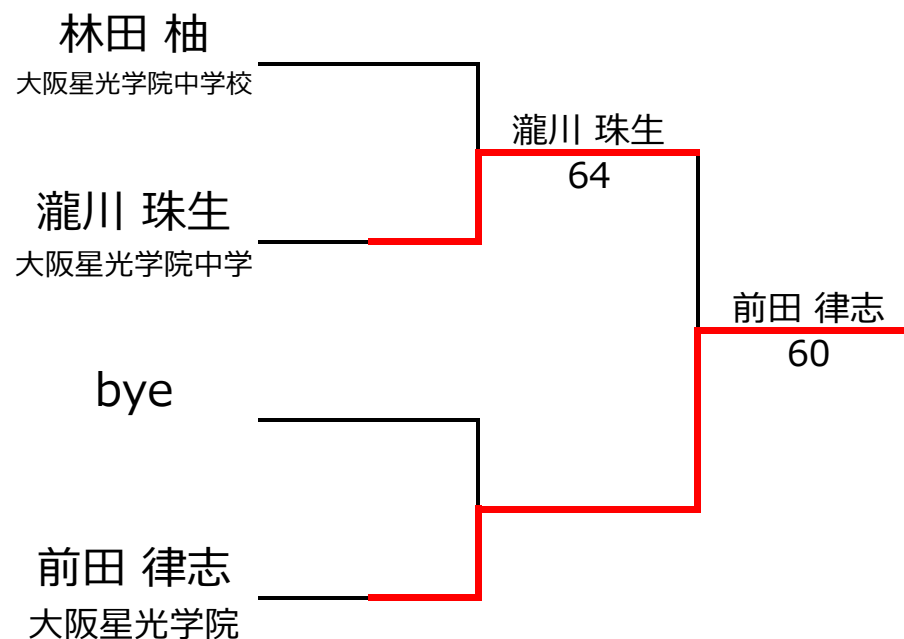 林田 柚
大阪星光学院中学校
瀧川 珠生
64
瀧川 珠生
大阪星光学院中学
前田 律志
60
bye
前田 律志
大阪星光学院